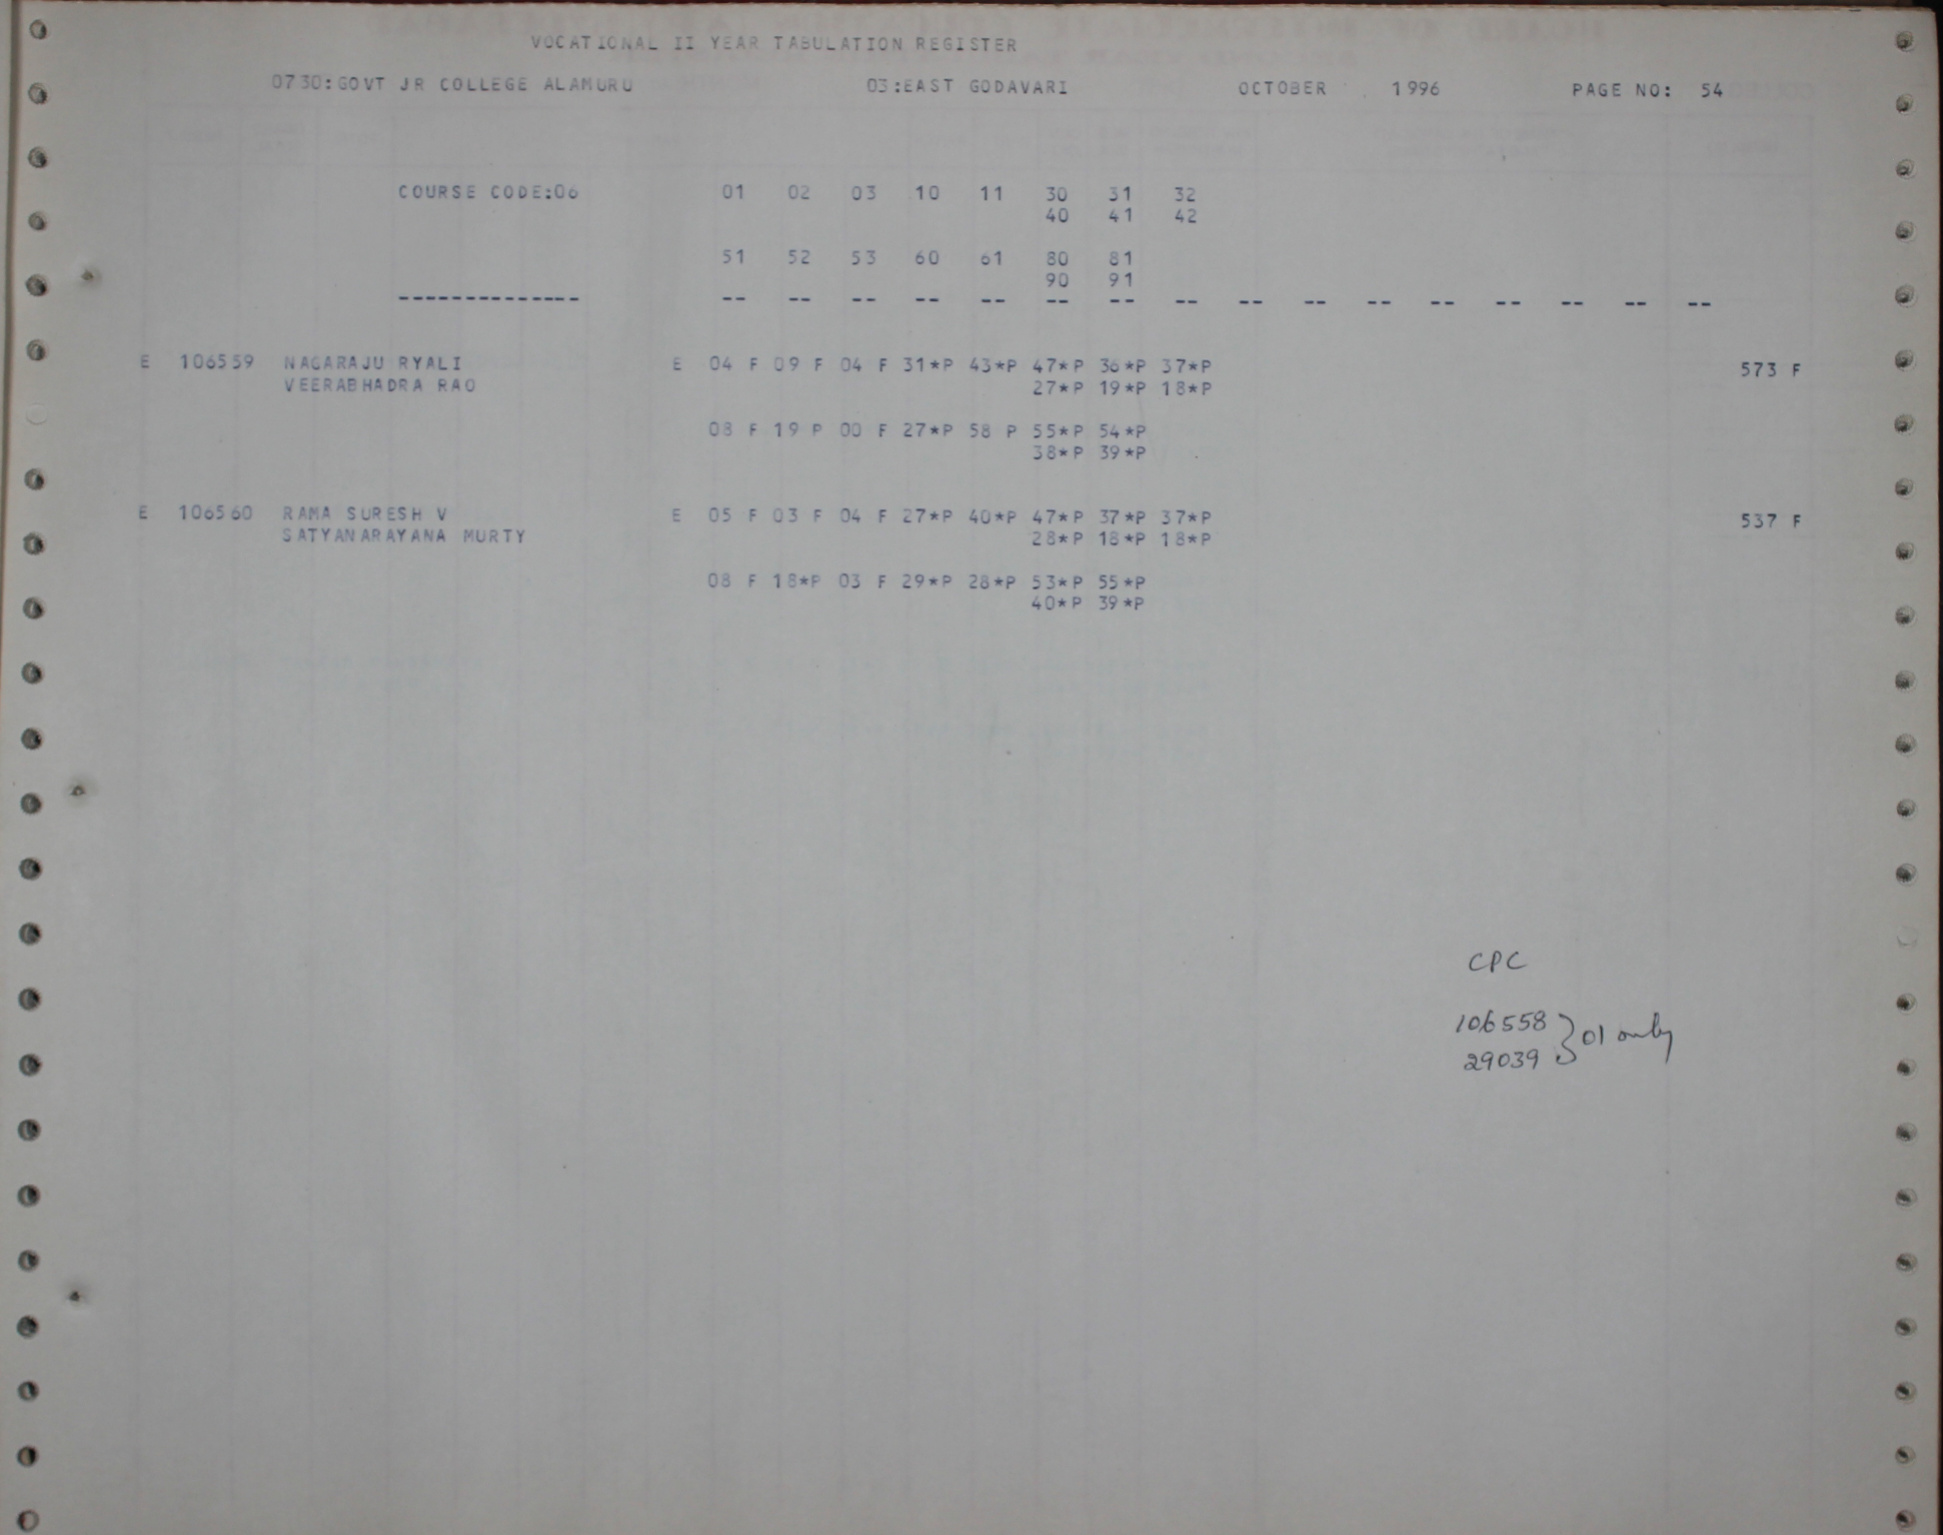 VOCATIONAL II YEAR TABULATION REGISTER
0730:GOVT JR COLLEGE ALAMURU 03:EAST GODAVARI OCTOBER 1996 PAGE NO: 54
COURSE CODE:06 01 02 03 10 11 30 31 32
40 41 42
51 52 53 60 61 80 81
90 91
-------------- -- -- -- -- -- -- -- -- -- -- -- -- -- -- -- --
E 106559 NAGARAJU RYALI E 04 F 09 F 04 F 31*P 43*P 47*P 36*P 37*P 573 F
VEERABHADRA RAO 27*P 19*P 18*P
08 F 19 P 00 F 27*P 58 P 55*P 54*P
38*P 39*P
E 106560 RAMA SURESH V E 05 F 03 F 04 F 27*P 40*P 47*P 37*P 37*P 537 F
SATYANARAYANA MURTY 28*P 18*P 18*P
08 F 18*P 03 F 29*P 28*P 53*P 55*P
40*P 39*P
CPC
106558 } 01 only
29039